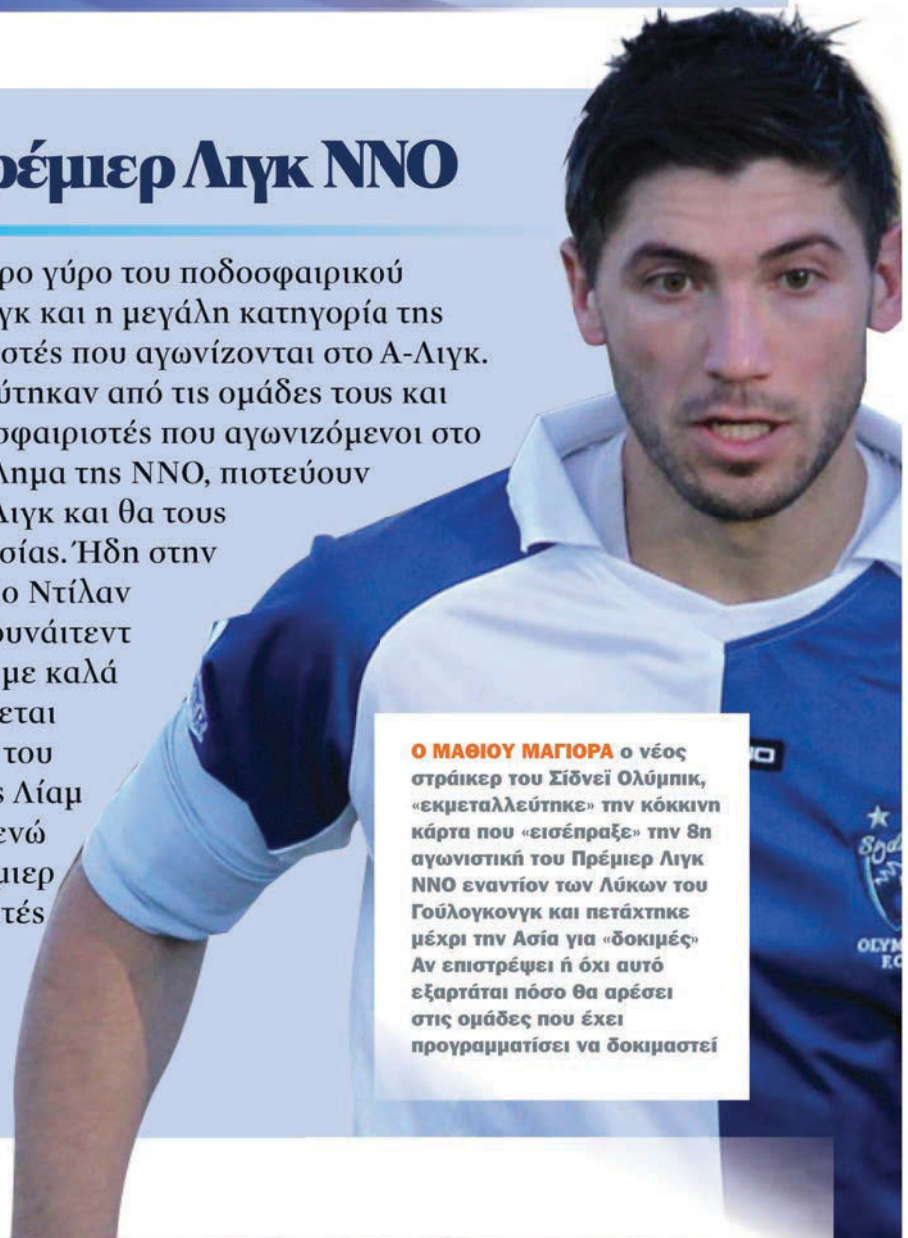 ρέμιερ Λιγκ ΝΝΟ
ρο γύρο του ποδοσφαιρικού
γκ και η μεγάλη κατηγορία της
στές που αγωνίζονται στο Α-Λιγκ.
ύτηκαν από τις ομάδες τους και
σφαιριστές που αγωνιζόμενοι στο
λημα της ΝΝΟ, πιστεύουν
Λιγκ και θα τους
σίας. Ήδη στην
ο Ντίλαν
ουνάιτεντ
με καλά
εται
του
ς Λίαμ
ενώ
μιερ
τές
Ο ΜΑΘΙΟΥ ΜΑΓΙΟΡΑ ο νέος
στράικερ του Σίδνεϊ Ολύμπικ,
«εκμεταλλεύτηκε» την κόκκινη
κάρτα που «εισέπραξε» την 8η
αγωνιστική του Πρέμιερ Λιγκ
ΝΝΟ εναντίον των Λύκων του
Γούλογκονγκ και πετάχτηκε
μέχρι την Ασία για «δοκιμές»
Αν επιστρέψει ή όχι αυτό
εξαρτάται πόσο θα αρέσει
στις ομάδες που έχει
προγραμματίσει να δοκιμαστεί